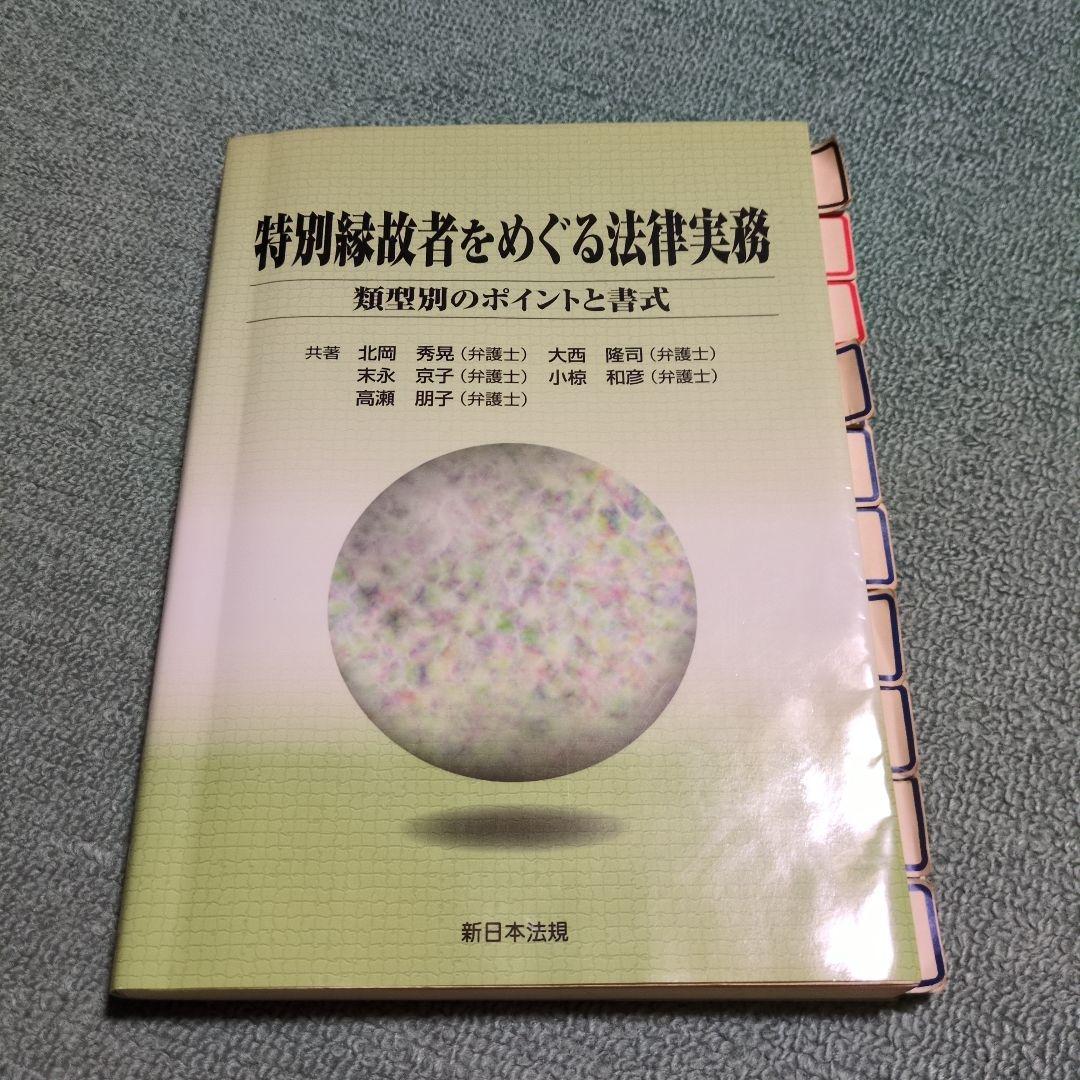 特別縁故者をめぐる法律実務
類型別のポイントと書式
共著　北岡　秀晃（弁護士）　大西　隆司（弁護士）
末永　京子（弁護士）　小椋　和彦（弁護士）
高瀬　朋子（弁護士）
新日本法規